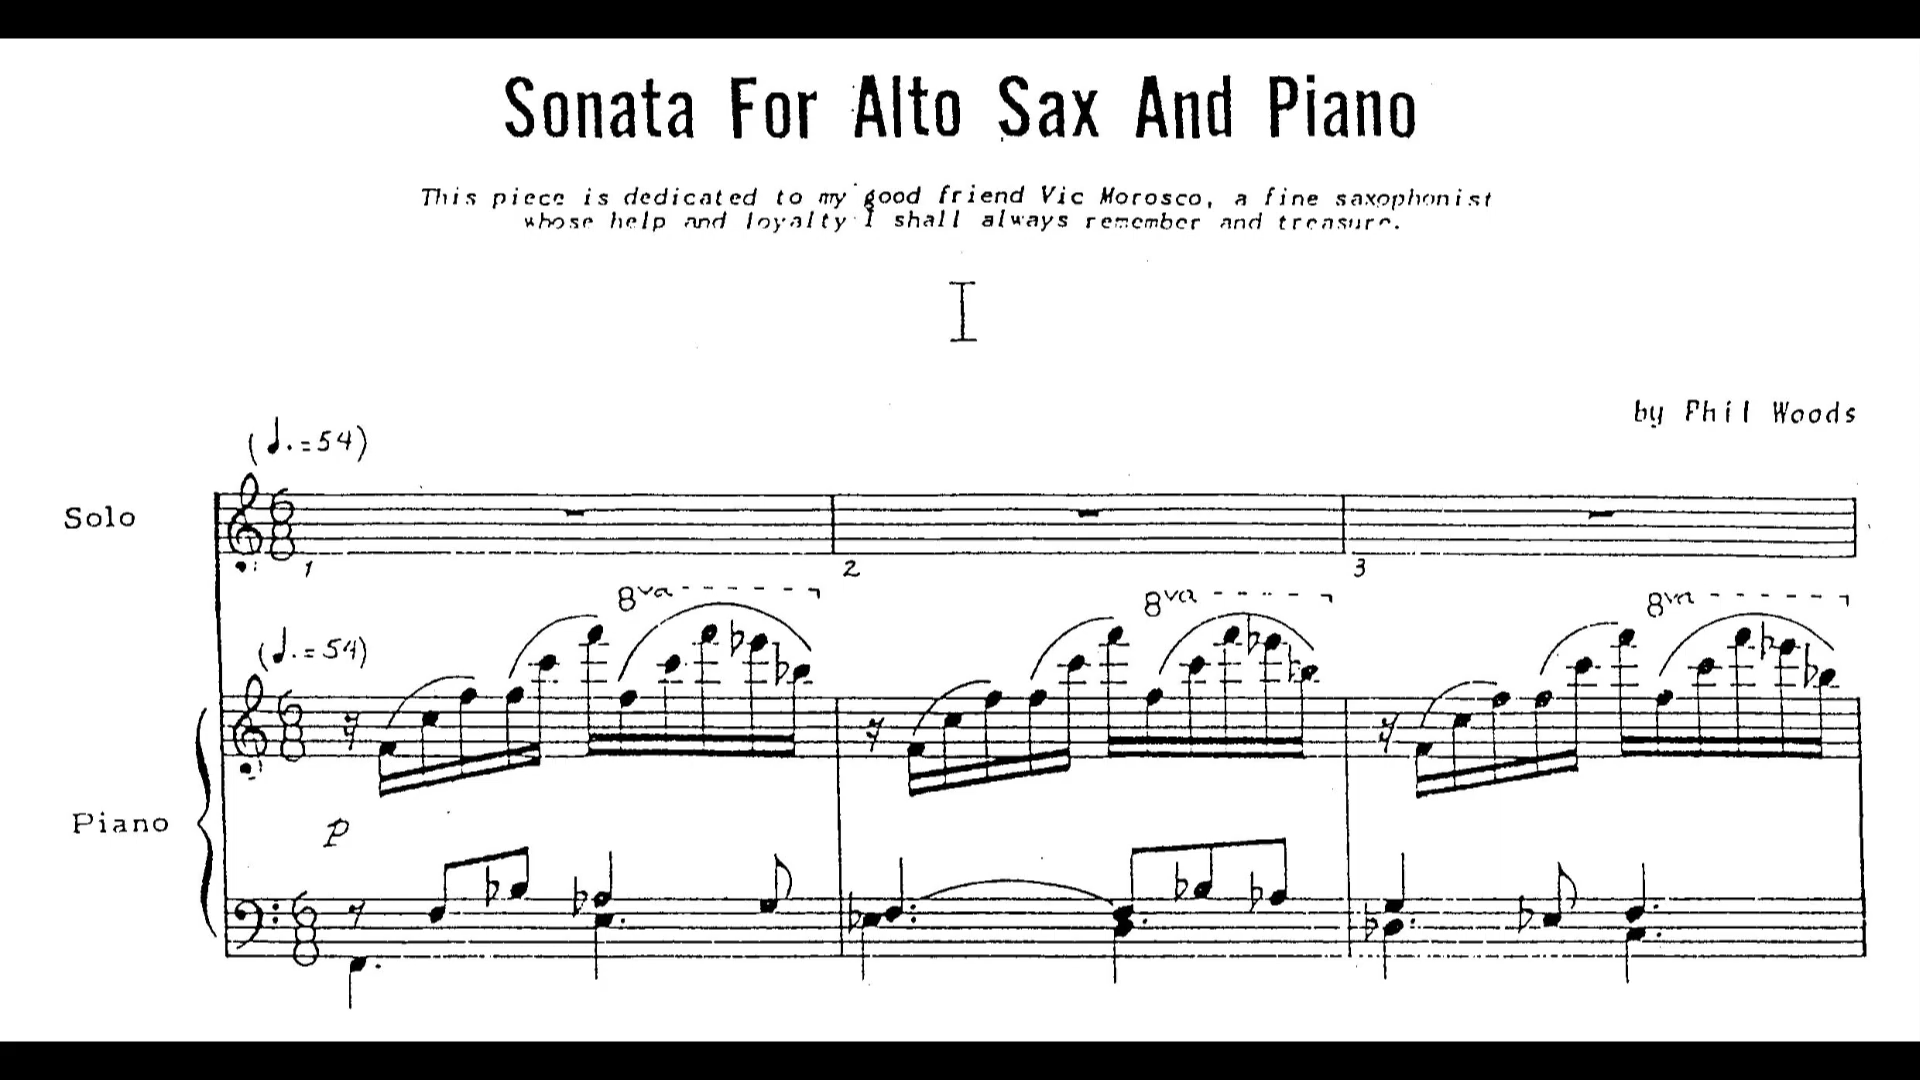 Sonata For Alto Sax And Piano
This piece is dedicated to my good friend Vic Morosco, a fine saxophonist
whose help and loyalty I shall always remember and treasure.
I
by Phil Woods
(♩.=54)
Solo
1 2 3
8va 8va 8va
(♩.=54)
Piano
p